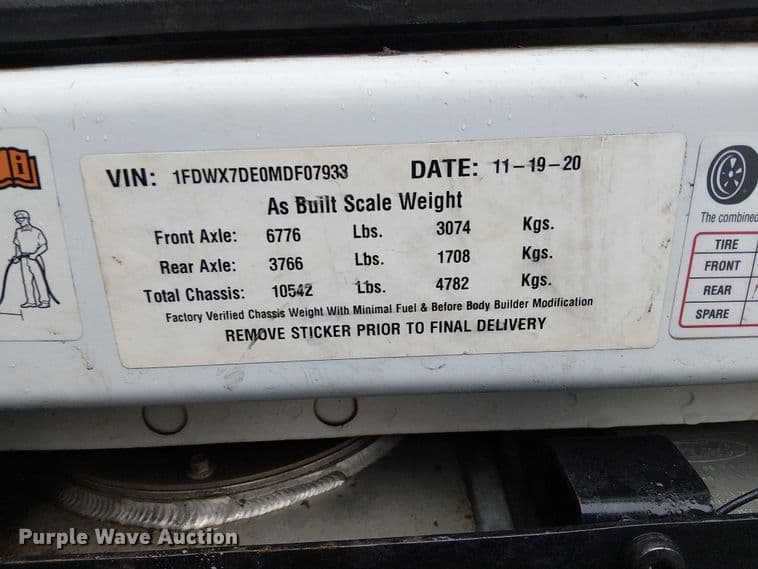 VIN: 1FDWX7DE0MDF07933 DATE: 11-19-20
As Built Scale Weight
Front Axle: 6776 Lbs. 3074 Kgs.
Rear Axle: 3766 Lbs. 1708 Kgs.
Total Chassis: 10542 Lbs. 4782 Kgs.
Factory Verified Chassis Weight With Minimal Fuel & Before Body Builder Modification
REMOVE STICKER PRIOR TO FINAL DELIVERY
The combined
TIRE
FRONT
REAR
SPARE
Purple Wave Auction